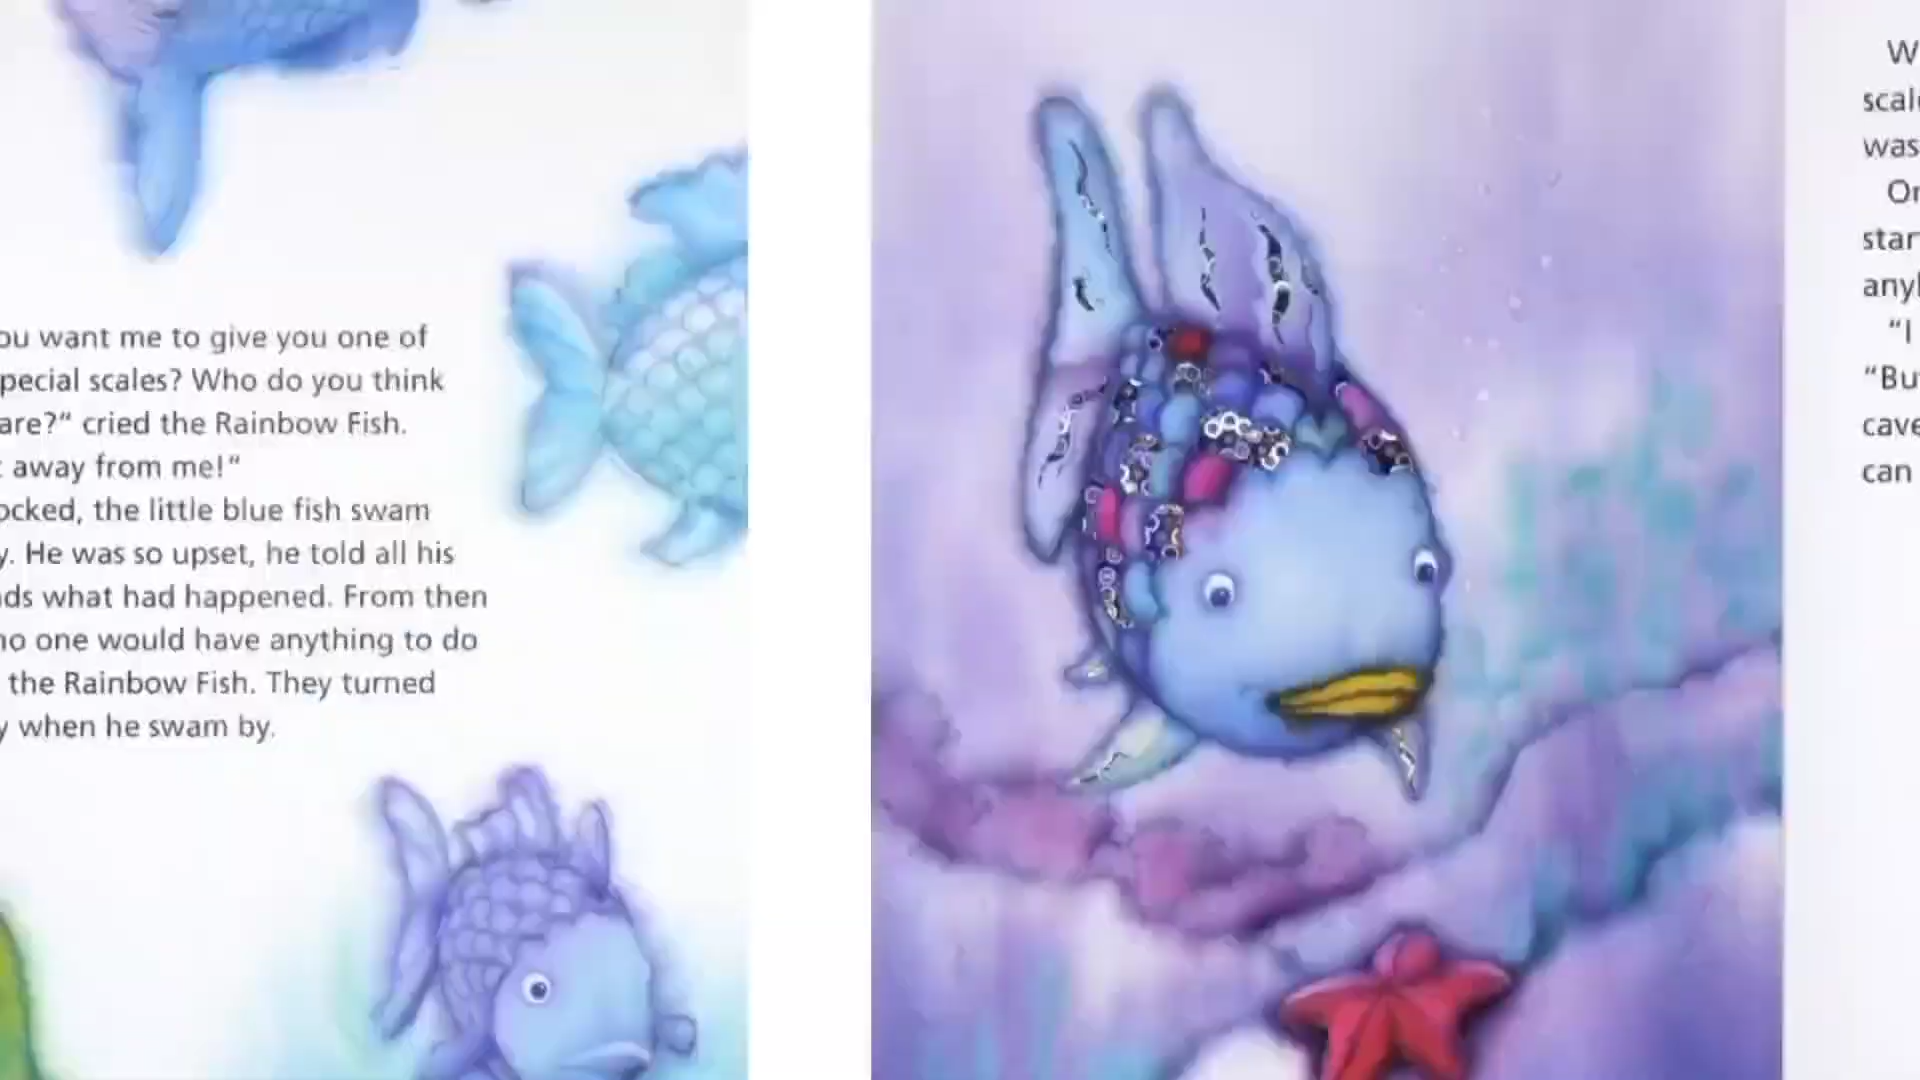 ou want me to give you one of
pecial scales? Who do you think
are?“ cried the Rainbow Fish.
t away from me!“
ocked, the little blue fish swam
y. He was so upset, he told all his
nds what had happened. From then
no one would have anything to do
the Rainbow Fish. They turned
y when he swam by.
W
scal
was
Or
star
anyl
“I
“Bu
cave
can